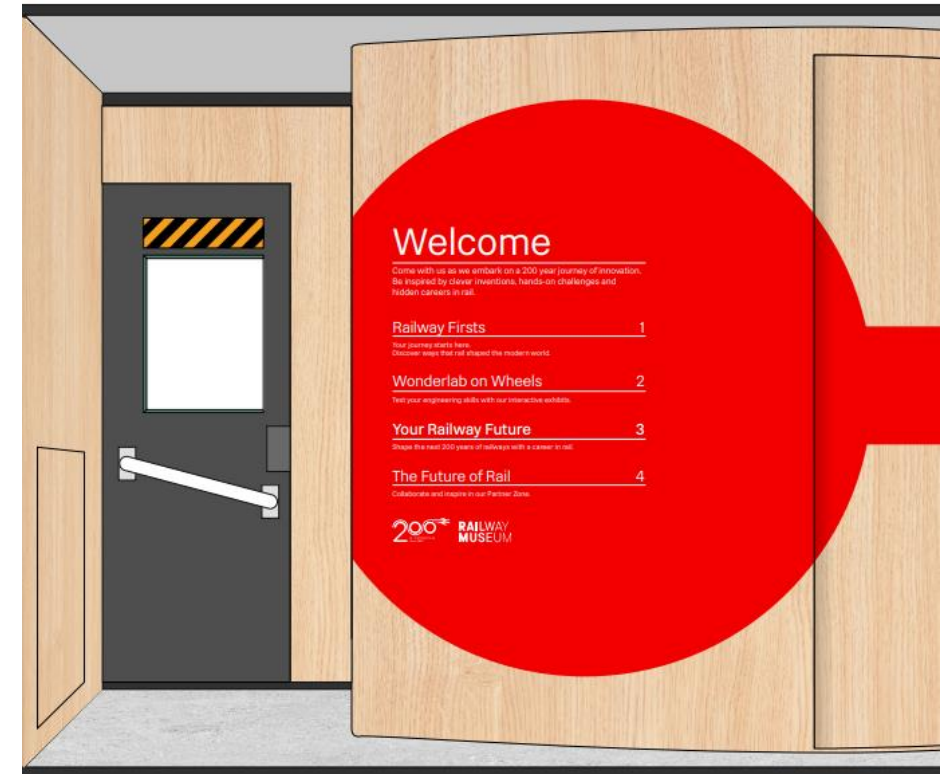 Welcome
Come with us as we embark on a 200 year journey of innovation.
Be inspired by clever inventions, hands-on challenges and
hidden careers in rail.
Railway Firsts 1
Your journey starts here.
Discover ways that rail shaped the modern world.
Wonderlab on Wheels 2
Test your engineering skills with our interactive exhibits.
Your Railway Future 3
Shape the next 200 years of railways with a career in rail.
The Future of Rail 4
Collaborate and inspire in our Partner Zone.
200 RAILWAY
MUSEUM